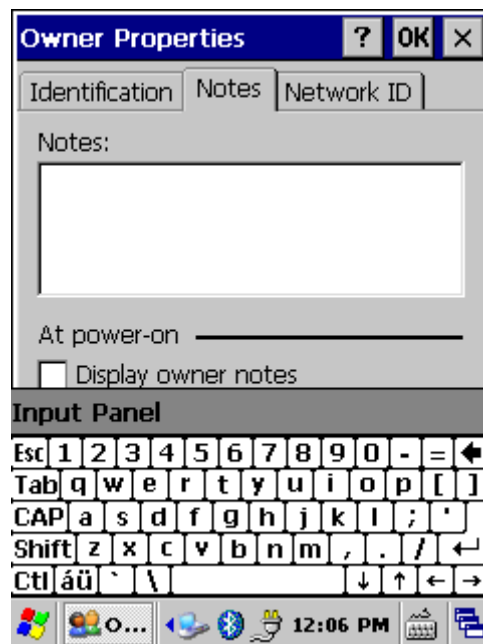 Owner Properties ? OK ×
Identification Notes Network ID
Notes:
At power-on
Display owner notes
Input Panel
Esc 1 2 3 4 5 6 7 8 9 0 - = 
Tab q w e r t y u i o p [ ]
CAP a s d f g h j k l ; '
Shift z x c v b n m , . / ↵
Ctl áü ` \ ↓ ↑ ← →
O... 12:06 PM